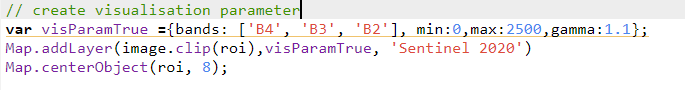 // create visualisation parameter
var visParamTrue ={bands: ['B4', 'B3', 'B2'], min:0,max:2500,gamma:1.1};
Map.addLayer(image.clip(roi),visParamTrue, 'Sentinel 2020')
Map.centerObject(roi, 8);